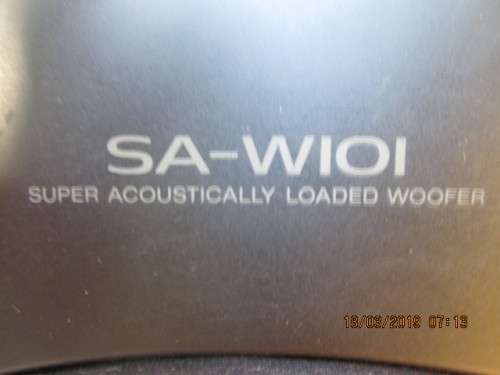 SA-W101
SUPER ACOUSTICALLY LOADED WOOFER
18/03/2019 07:13